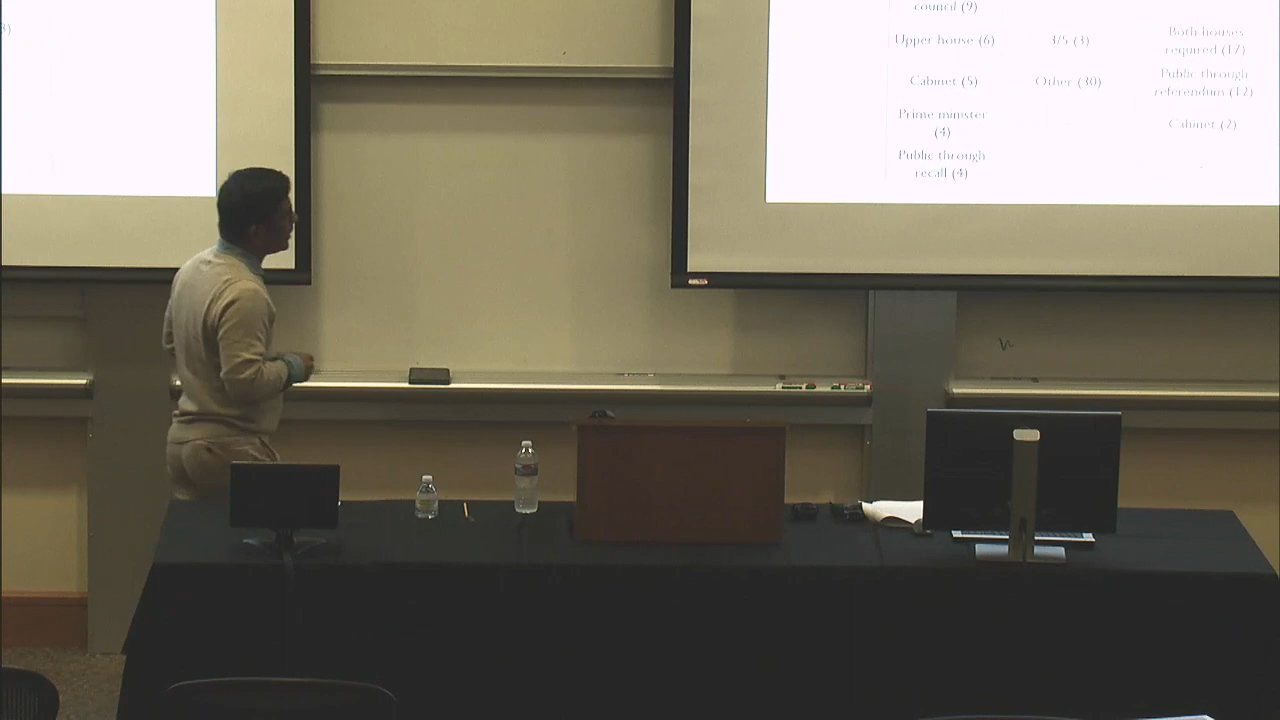 3)
council (9)
Upper house (6)
3/5 (3)
Both houses
required (17)
Cabinet (5)
Other (30)
Public through
referendum (12)
Prime minister
(4)
Cabinet (2)
Public through
recall (4)